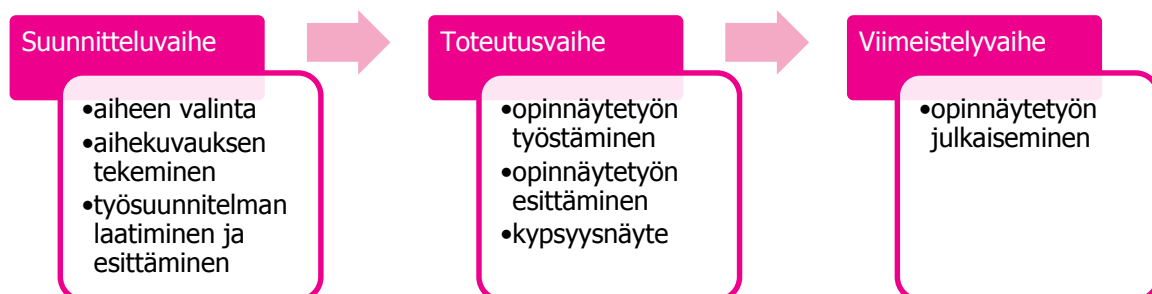 Suunnitteluvaihe
•aiheen valinta
•aihekuvauksen
tekeminen
•työsuunnitelman
laatiminen ja
esittäminen
Toteutusvaihe
•opinnäytetyön
työstäminen
•opinnäytetyön
esittäminen
•kypsyysnäyte
Viimeistelyvaihe
•opinnäytetyön
julkaiseminen